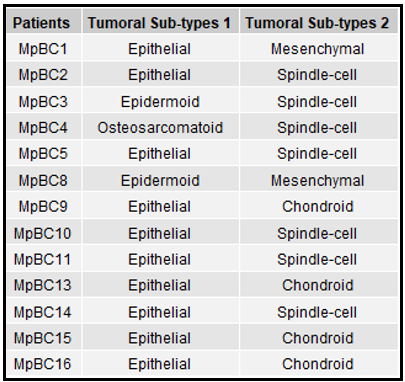 Patients Tumoral Sub-types 1 Tumoral Sub-types 2
MpBC1 Epithelial Mesenchymal
MpBC2 Epithelial Spindle-cell
MpBC3 Epidermoid Spindle-cell
MpBC4 Osteosarcomatoid Spindle-cell
MpBC5 Epithelial Spindle-cell
MpBC8 Epidermoid Mesenchymal
MpBC9 Epithelial Chondroid
MpBC10 Epithelial Spindle-cell
MpBC11 Epithelial Spindle-cell
MpBC13 Epithelial Chondroid
MpBC14 Epithelial Spindle-cell
MpBC15 Epithelial Chondroid
MpBC16 Epithelial Chondroid